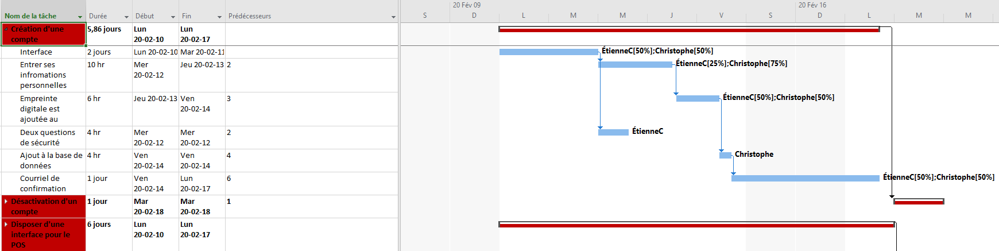 20 Fév 09 20 Fév 16
Nom de la tâche Durée Début Fin Prédécesseurs S D L M M J V S D L M M
Création d'une 5,86 jours Lun Lun
compte 20-02-10 20-02-17
Interface 2 jours Lun 20-02-10 Mar 20-02-11 ÉtienneC[50%];Christophe[50%]
Entrer ses 10 hr Mer Jeu 20-02-13 2 ÉtienneC[25%];Christophe[75%]
infromations 20-02-12
personnelles
Empreinte 6 hr Jeu 20-02-13 Ven 3 ÉtienneC[50%];Christophe[50%]
digitale est 20-02-14
ajoutée au
Deux questions 4 hr Mer Mer 2 ÉtienneC
de sécurité 20-02-12 20-02-12
Ajout à la base de 4 hr Ven Ven 4 Christophe
données 20-02-14 20-02-14
Courriel de 1 jour Ven Lun 6 ÉtienneC[50%];Christophe[50%]
confirmation 20-02-14 20-02-17
Désactivation d'un 1 jour Mar Mar 1
compte 20-02-18 20-02-18
Disposer d'une 6 jours Lun Lun
interface pour le 20-02-10 20-02-17
POS